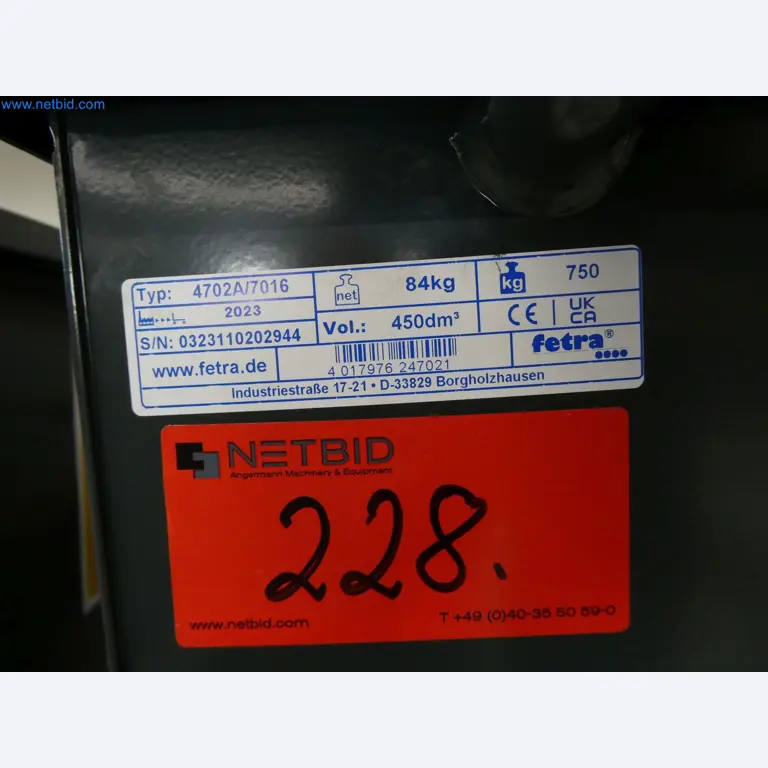 www.netbid.com
Typ: 4702A/7016
2023
S/N: 0323110202944
www.fetra.de
net 84kg
Vol.: 450dm³
kg 750
CE | UK CA
fetra®
4 017976 247021
Industriestraße 17-21 • D-33829 Borgholzhausen
NETBID
Angermann Machinery & Equipment
228.
www.netbid.com T +49 (0)40-35 50 59-0